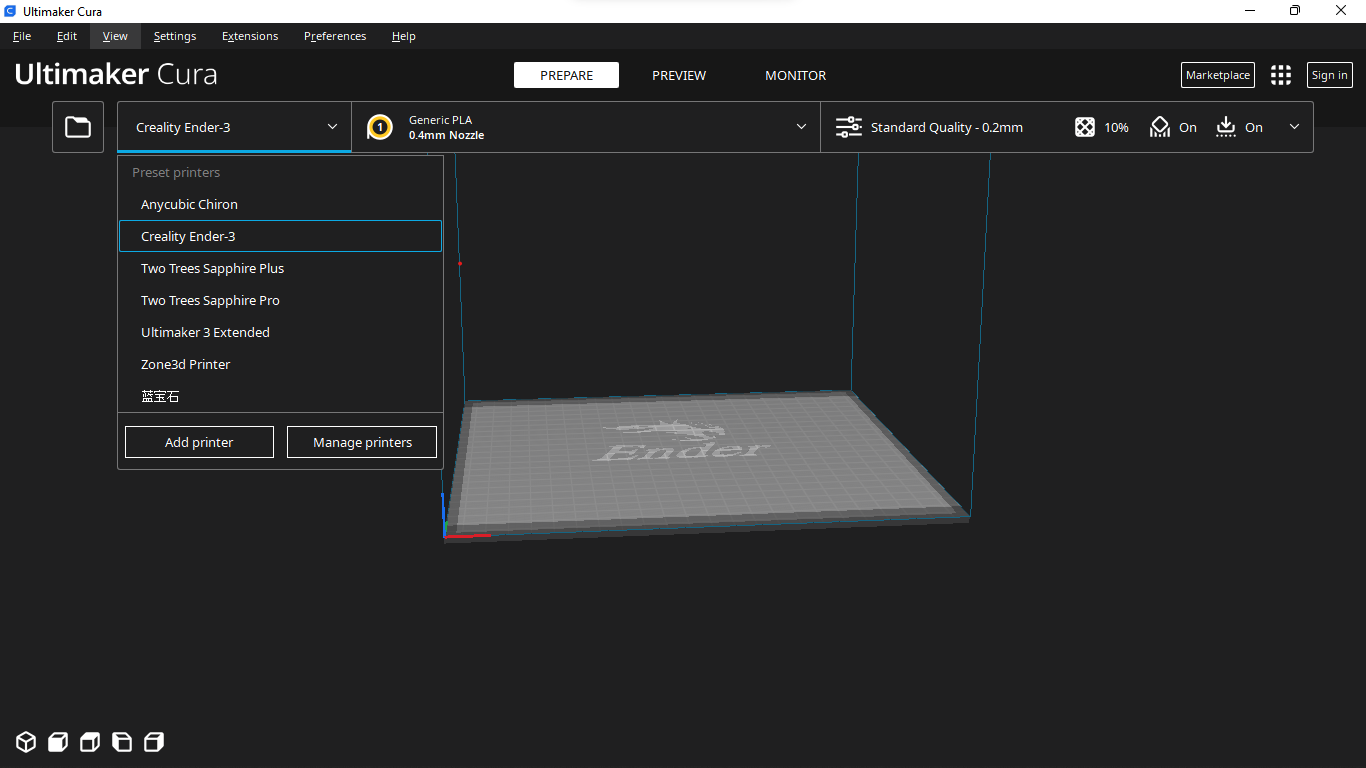 Ultimaker Cura
File Edit View Settings Extensions Preferences Help
Ultimaker Cura
PREPARE PREVIEW MONITOR
Marketplace
Sign in
Creality Ender-3
1
Generic PLA
0.4mm Nozzle
Standard Quality - 0.2mm
10%
On
On
Preset printers
Anycubic Chiron
Creality Ender-3
Two Trees Sapphire Plus
Two Trees Sapphire Pro
Ultimaker 3 Extended
Zone3d Printer
蓝宝石
Add printer
Manage printers
Ender